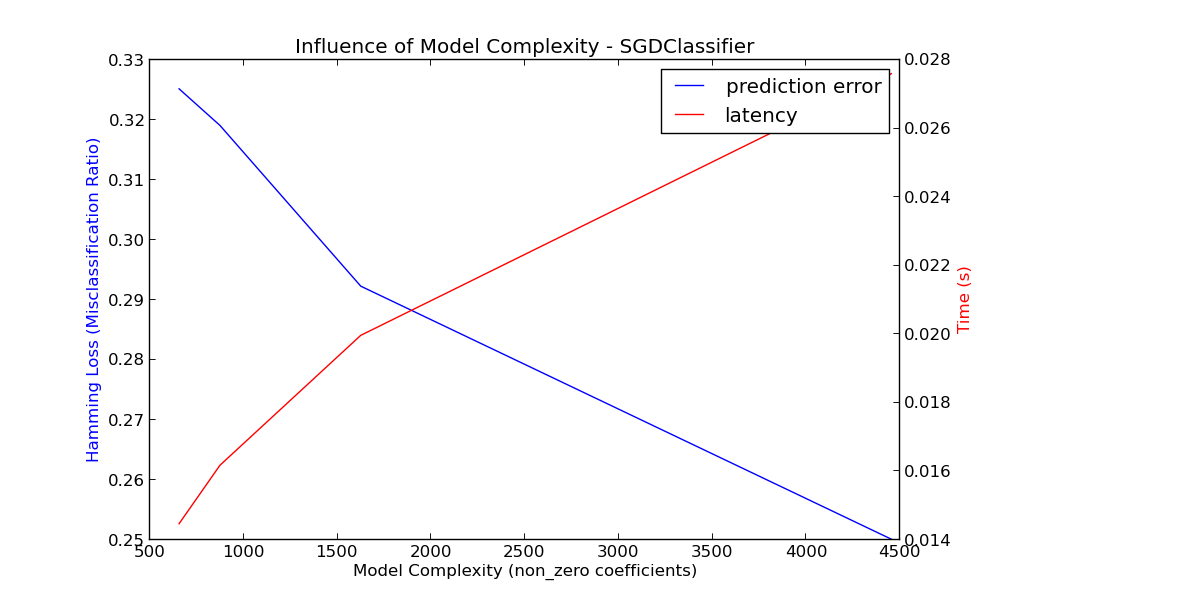 Influence of Model Complexity - SGDClassifier
0.33
0.32
0.31
0.30
0.29
0.28
0.27
0.26
0.25
Hamming Loss (Misclassification Ratio)
prediction error
latency
0.028
0.026
0.024
0.022
0.020
0.018
0.016
0.014
Time (s)
500 1000 1500 2000 2500 3000 3500 4000 4500
Model Complexity (non_zero coefficients)